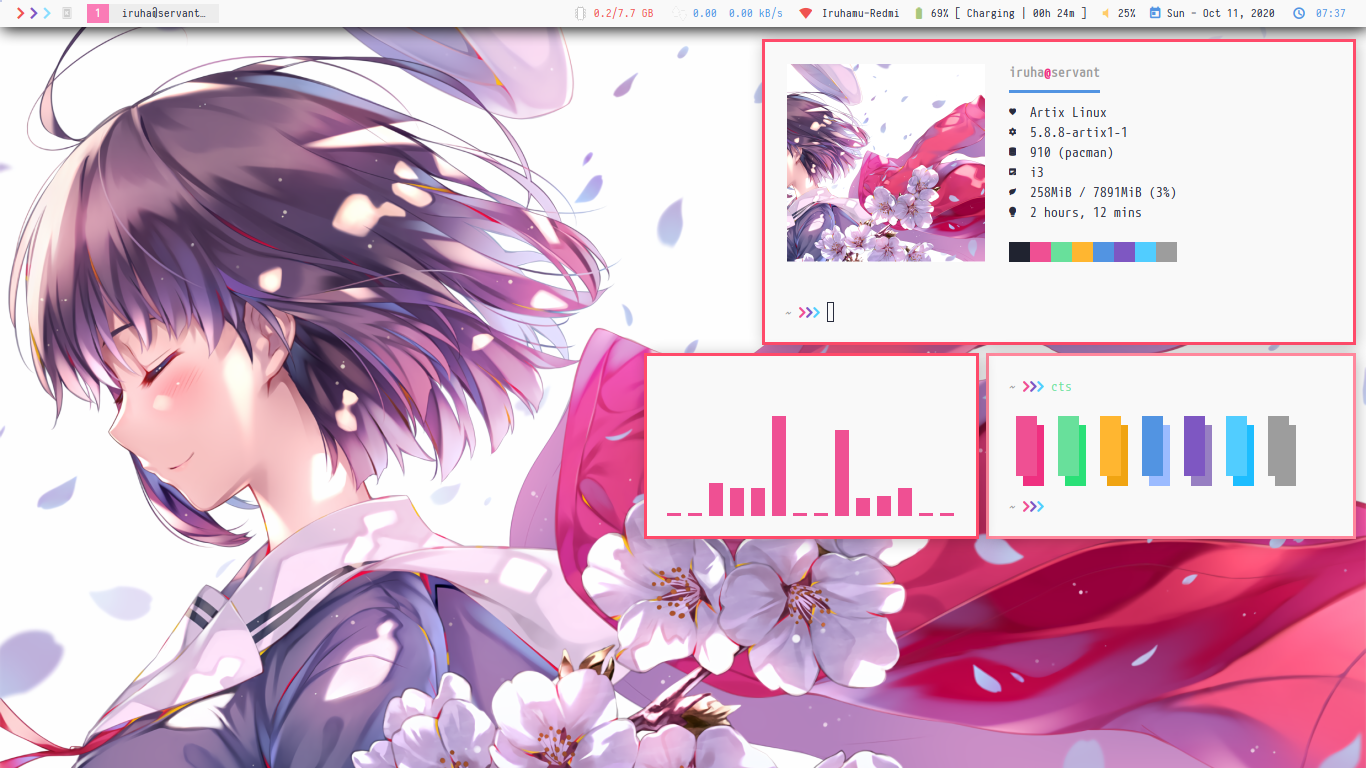 1 iruha@servant… 0.2/7.7 GB 0.00 0.00 kB/s Iruhamu-Redmi 69% [ Charging | 00h 24m ] 25% Sun - Oct 11, 2020 07:37
iruha@servant
Artix Linux
5.8.8-artix1-1
910 (pacman)
i3
258MiB / 7891MiB (3%)
2 hours, 12 mins
~ ❯❯❯
~ ❯❯❯ cts
~ ❯❯❯